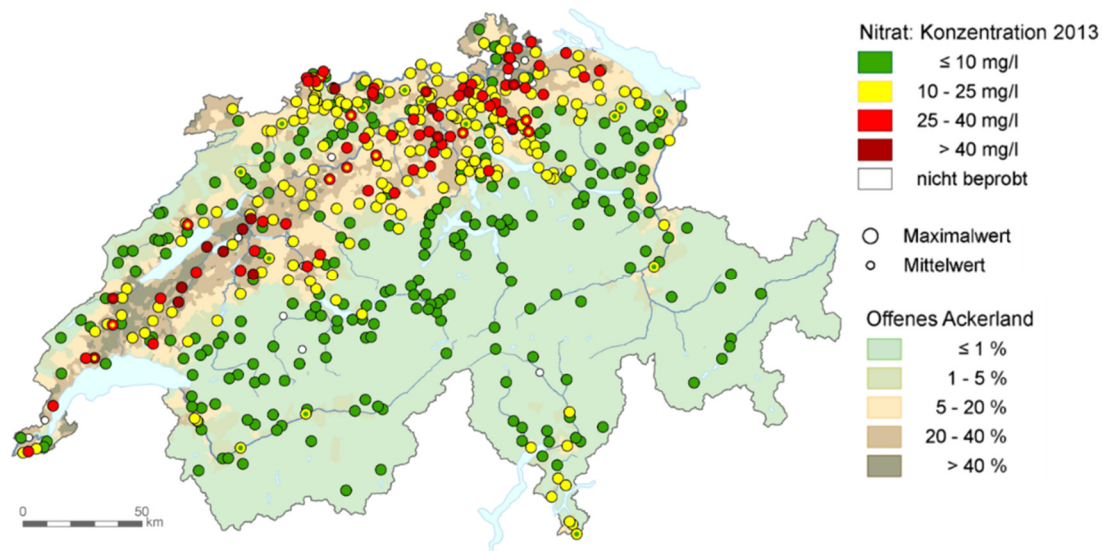 Nitrat: Konzentration 2013
≤ 10 mg/l
10 - 25 mg/l
25 - 40 mg/l
> 40 mg/l
nicht beprobt
Maximalwert
Mittelwert
Offenes Ackerland
≤ 1 %
1 - 5 %
5 - 20 %
20 - 40 %
> 40 %
0 50
km